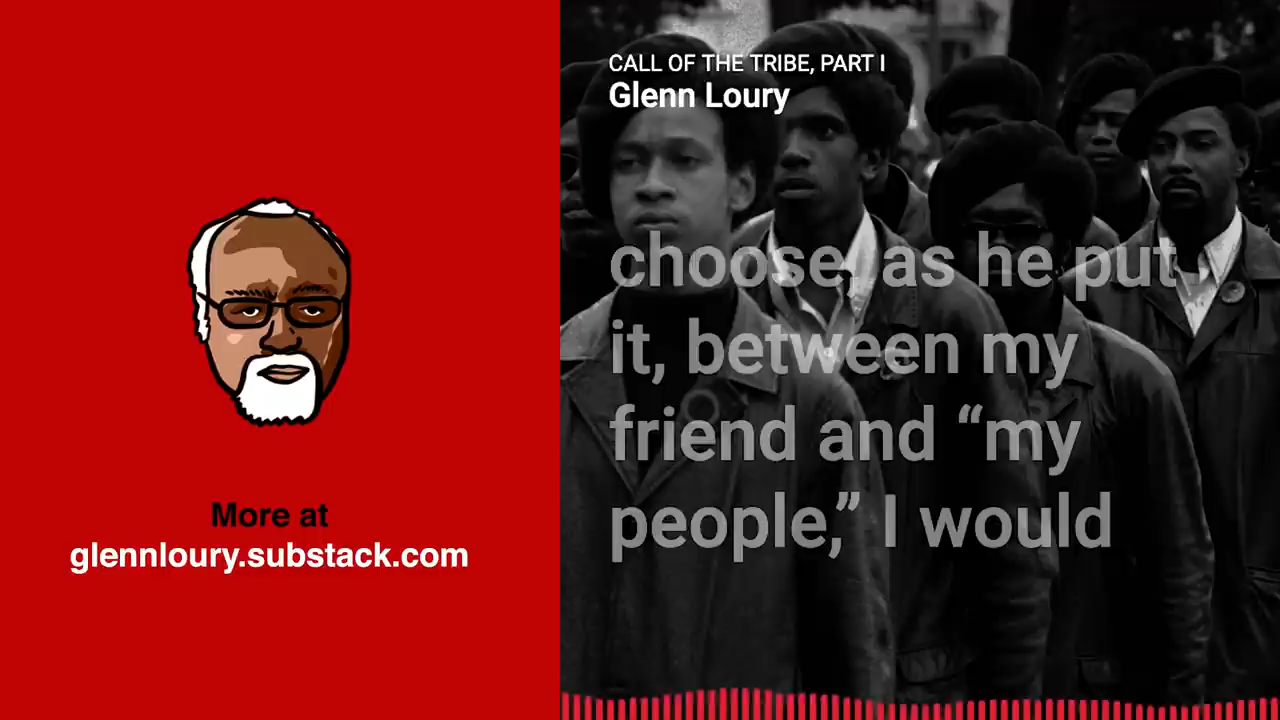 More at
glennloury.substack.com
CALL OF THE TRIBE, PART I
Glenn Loury
choose, as he put
it, between my
friend and “my
people,” I would